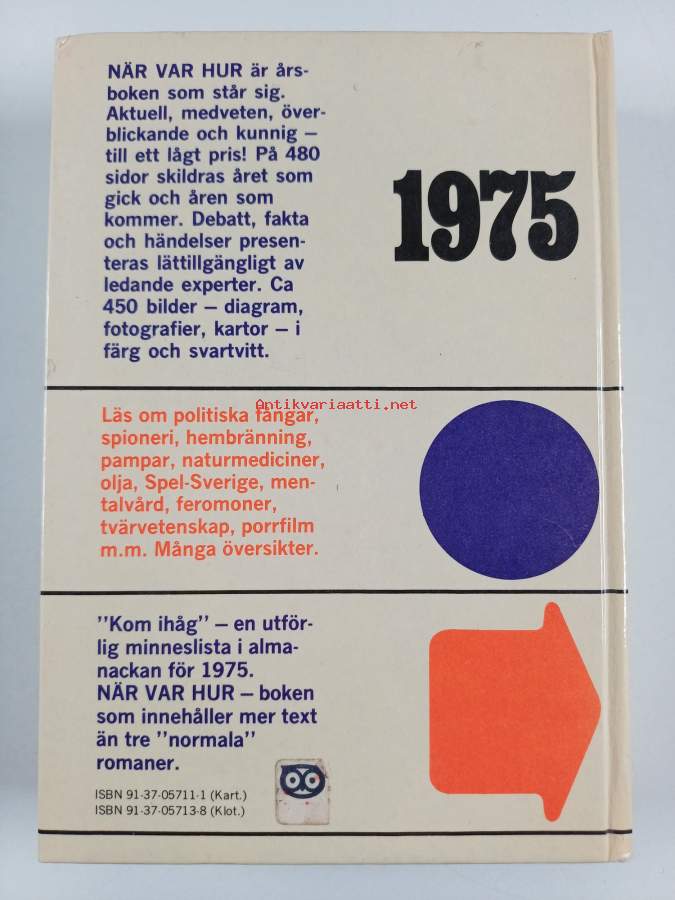 NÄR VAR HUR är års-
boken som står sig.
Aktuell, medveten, över-
blickande och kunnig –
till ett lågt pris! På 480
sidor skildras året som
gick och åren som
kommer. Debatt, fakta
och händelser presen-
teras lättillgängligt av
ledande experter. Ca
450 bilder – diagram,
fotografier, kartor – i
färg och svartvitt.
1975
Antikvariaatti.net
Läs om politiska fångar,
spioneri, hembränning,
pampar, naturmediciner,
olja, Spel-Sverige, men-
talvård, feromoner,
tvärvetenskap, porrfilm
m.m. Många översikter.
"Kom ihåg" – en utför-
lig minneslista i alma-
nackan för 1975.
NÄR VAR HUR – boken
som innehåller mer text
än tre "normala"
romaner.
ISBN 91-37-05711-1 (Kart.)
ISBN 91-37-05713-8 (Klot.)